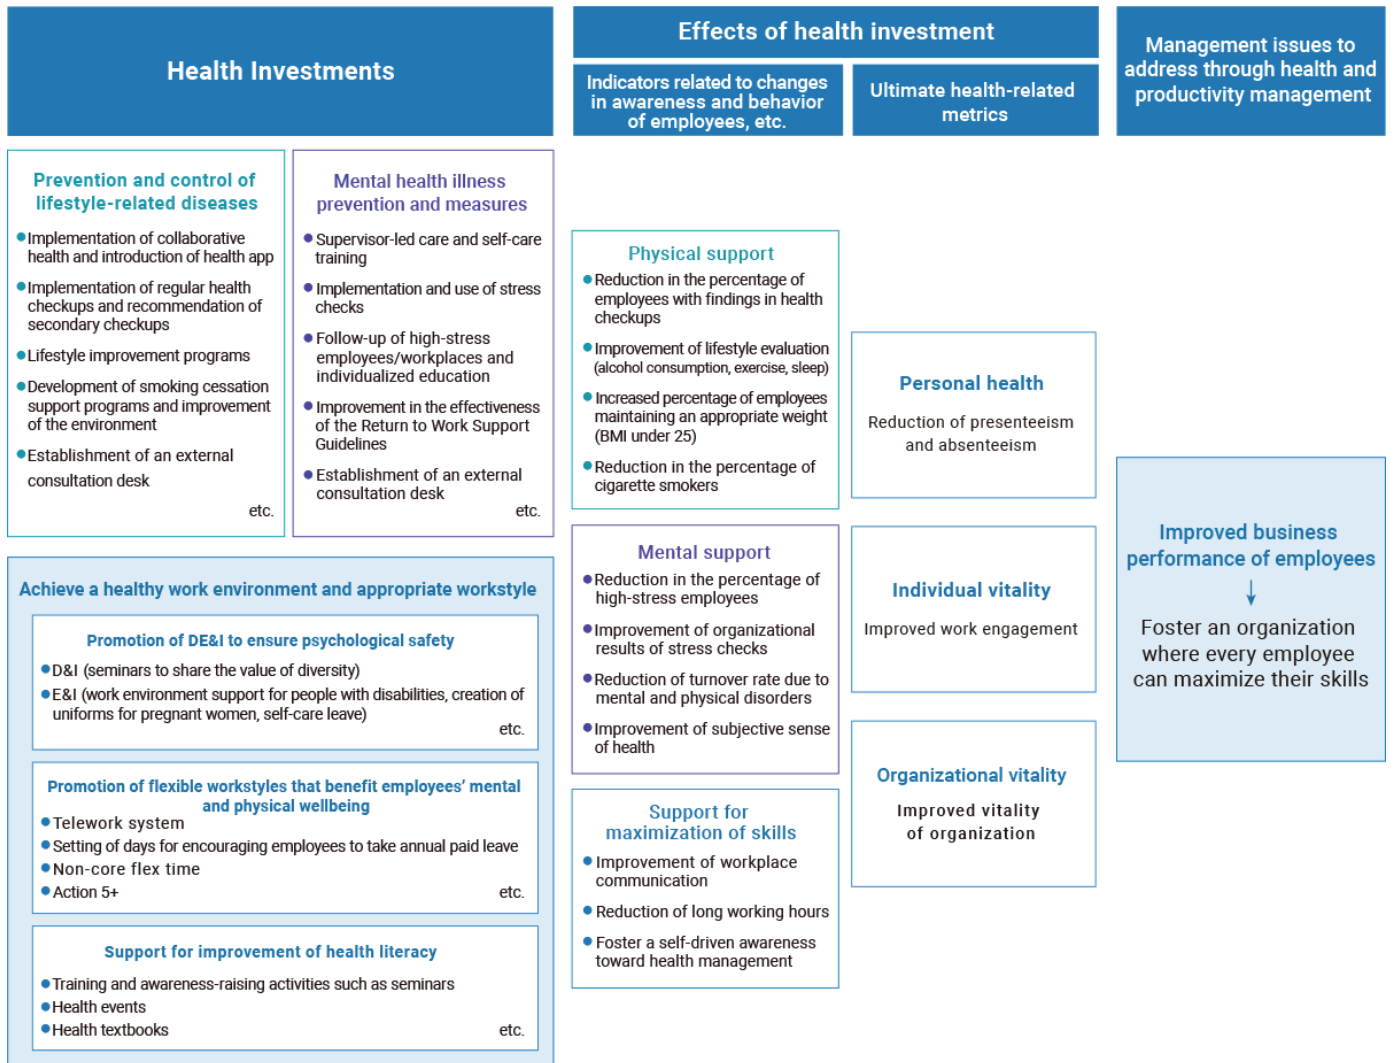 Health Investments
Effects of health investment
Indicators related to changes
in awareness and behavior
of employees, etc.
Ultimate health-related
metrics
Management issues to
address through health and
productivity management
Prevention and control of
lifestyle-related diseases
●Implementation of collaborative
health and introduction of health app
●Implementation of regular health
checkups and recommendation of
secondary checkups
●Lifestyle improvement programs
●Development of smoking cessation
support programs and improvement
of the environment
●Establishment of an external
consultation desk
etc.
Mental health illness
prevention and measures
●Supervisor-led care and self-care
training
●Implementation and use of stress
checks
●Follow-up of high-stress
employees/workplaces and
individualized education
●Improvement in the effectiveness
of the Return to Work Support
Guidelines
●Establishment of an external
consultation desk
etc.
Achieve a healthy work environment and appropriate workstyle
Promotion of DE&I to ensure psychological safety
●D&I (seminars to share the value of diversity)
●E&I (work environment support for people with disabilities, creation of
uniforms for pregnant women, self-care leave)
etc.
Promotion of flexible workstyles that benefit employees’ mental
and physical wellbeing
●Telework system
●Setting of days for encouraging employees to take annual paid leave
●Non-core flex time
●Action 5+
etc.
Support for improvement of health literacy
●Training and awareness-raising activities such as seminars
●Health events
●Health textbooks
etc.
Physical support
●Reduction in the percentage of
employees with findings in health
checkups
●Improvement of lifestyle evaluation
(alcohol consumption, exercise, sleep)
●Increased percentage of employees
maintaining an appropriate weight
(BMI under 25)
●Reduction in the percentage of
cigarette smokers
Mental support
●Reduction in the percentage of
high-stress employees
●Improvement of organizational
results of stress checks
●Reduction of turnover rate due to
mental and physical disorders
●Improvement of subjective sense
of health
Support for
maximization of skills
●Improvement of workplace
communication
●Reduction of long working hours
●Foster a self-driven awareness
toward health management
Personal health
Reduction of presenteeism
and absenteeism
Individual vitality
Improved work engagement
Organizational vitality
Improved vitality
of organization
Improved business
performance of employees
↓
Foster an organization
where every employee
can maximize their skills